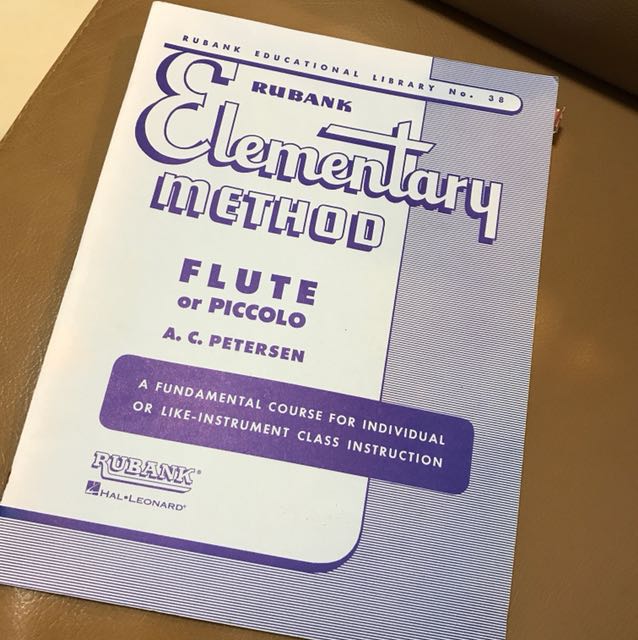 RUBANK EDUCATIONAL LIBRARY No. 38
RUBANK
Elementary
METHOD
FLUTE
or PICCOLO
A. C. PETERSEN
A FUNDAMENTAL COURSE FOR INDIVIDUAL
OR LIKE-INSTRUMENT CLASS INSTRUCTION
RUBANK®
HAL•LEONARD®